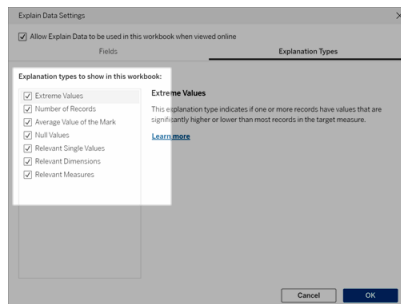 Explain Data Settings
Allow Explain Data to be used in this workbook when viewed online
Fields
Explanation Types
Explanation types to show in this workbook:
Extreme Values
Number of Records
Average Value of the Mark
Null Values
Relevant Single Values
Relevant Dimensions
Relevant Measures
Extreme Values
This explanation type indicates if one or more records have values that are
significantly higher or lower than most records in the target measure.
Learn more
Cancel
OK